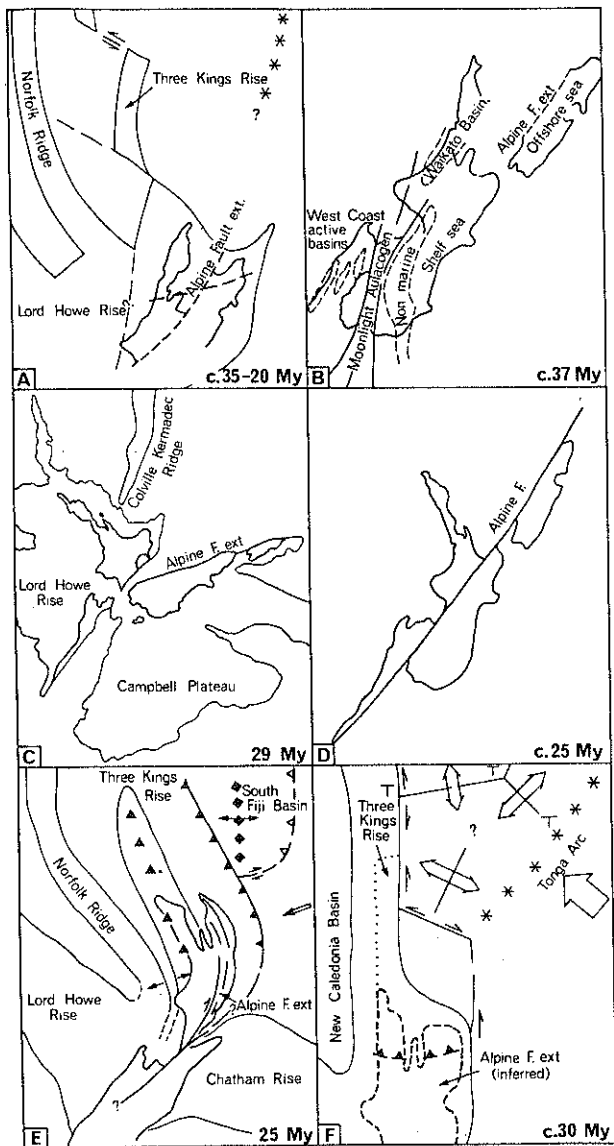 Norfolk Ridge
Three Kings Rise
?
Alpine Fault ext.
Lord Howe Rise?
A
c.35-20 My
Waikato Basin
Alpine F. ext
Offshore sea
West Coast
active
basins
Moonlight Aulacogen
Non marine
Shelf sea
B
c.37 My
Colville Kermadec
Ridge
Alpine F. ext
Lord Howe
Rise
Campbell Plateau
C
29 My
Alpine F.
D
c.25 My
Three Kings
Rise
South
Fiji Basin
Norfolk Ridge
Lord Howe
Rise
Alpine F. ext
?
?
Chatham Rise
E
25 My
Three
Kings
Rise
?
Tonga Arc
New Caledonia Basin
Alpine F. ext
(inferred)
F
c.30 My